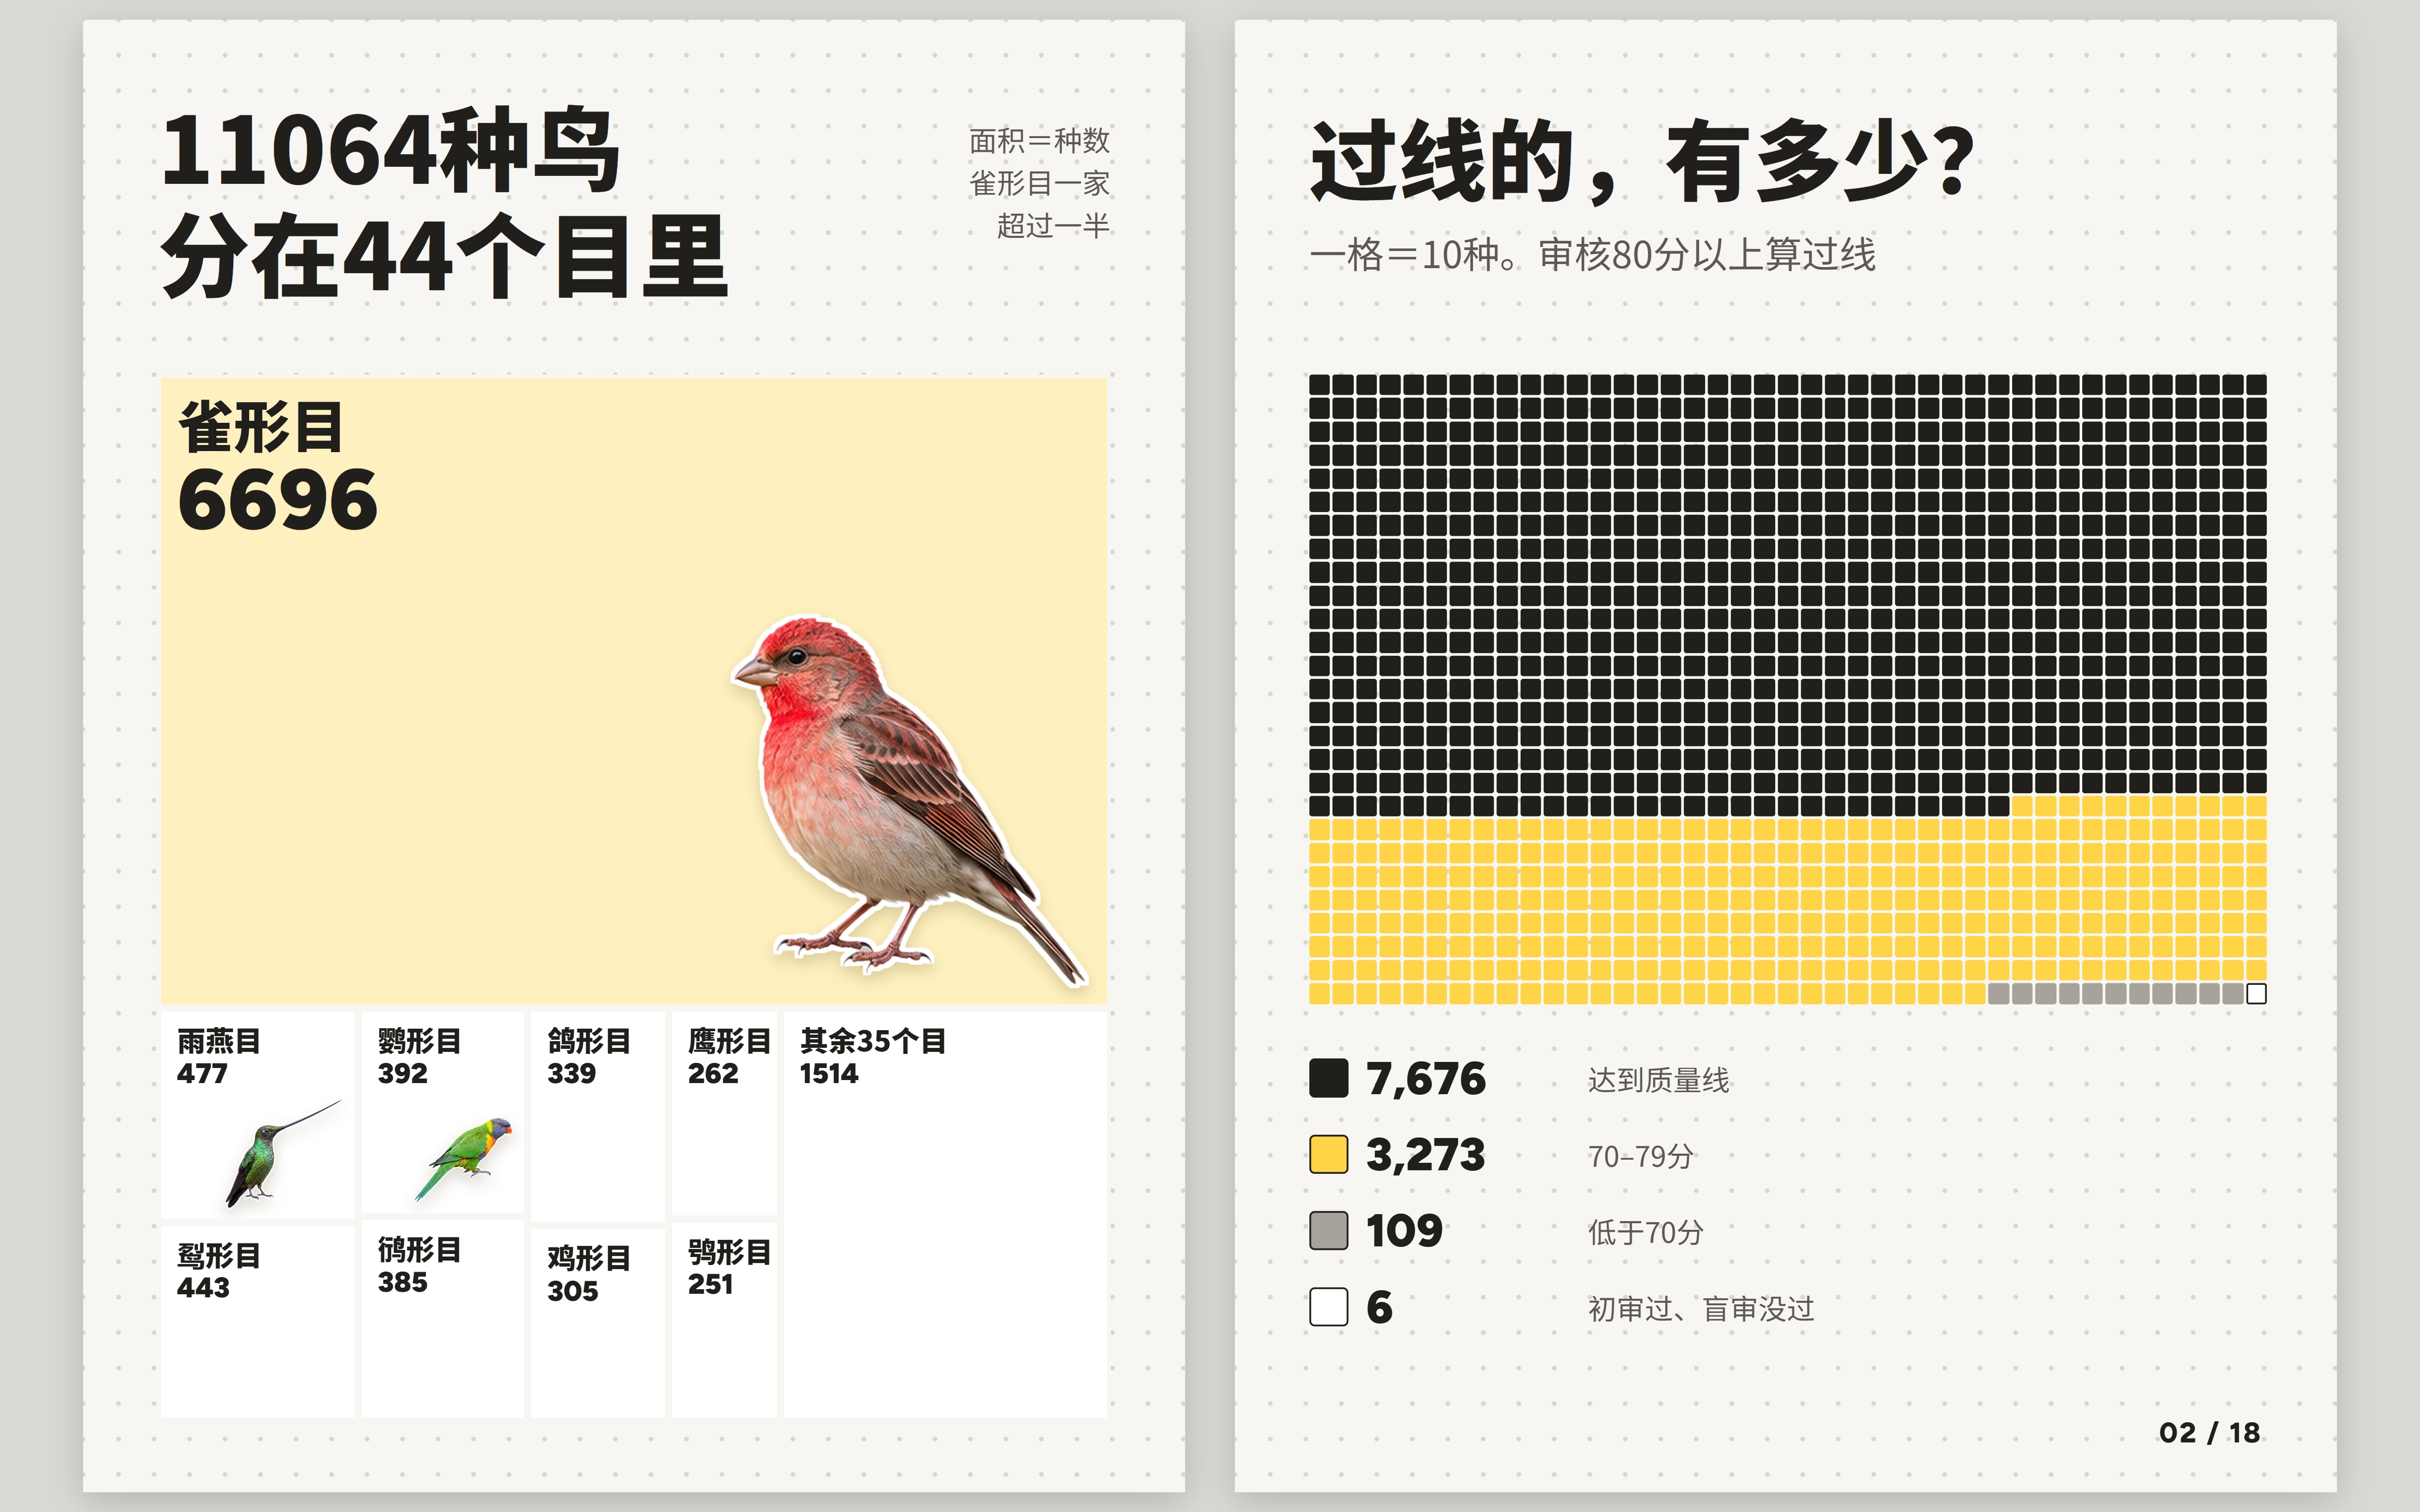 11064种鸟
分在44个目里
面积＝种数
雀形目一家
超过一半
雀形目
6696
雨燕目
477
鹦形目
392
鸽形目
339
鹰形目
262
其余35个目
1514
䴕形目
443
鸻形目
385
鸡形目
305
鸮形目
251
过线的，有多少？
一格＝10种。审核80分以上算过线
7,676 达到质量线
3,273 70–79分
109 低于70分
6 初审过、盲审没过
02 / 18